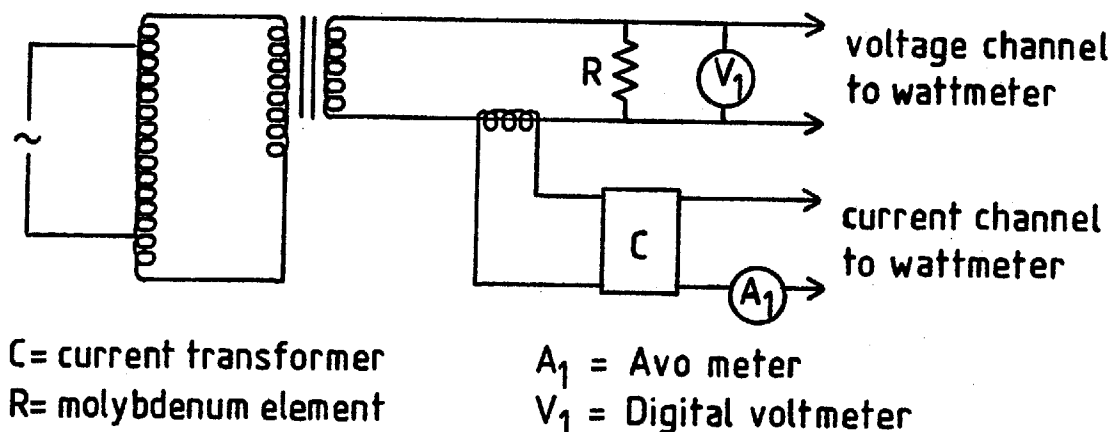 R
V1
voltage channel
to wattmeter
~
C
current channel
to wattmeter
A1
C= current transformer
A1 = Avo meter
R= molybdenum element
V1 = Digital voltmeter